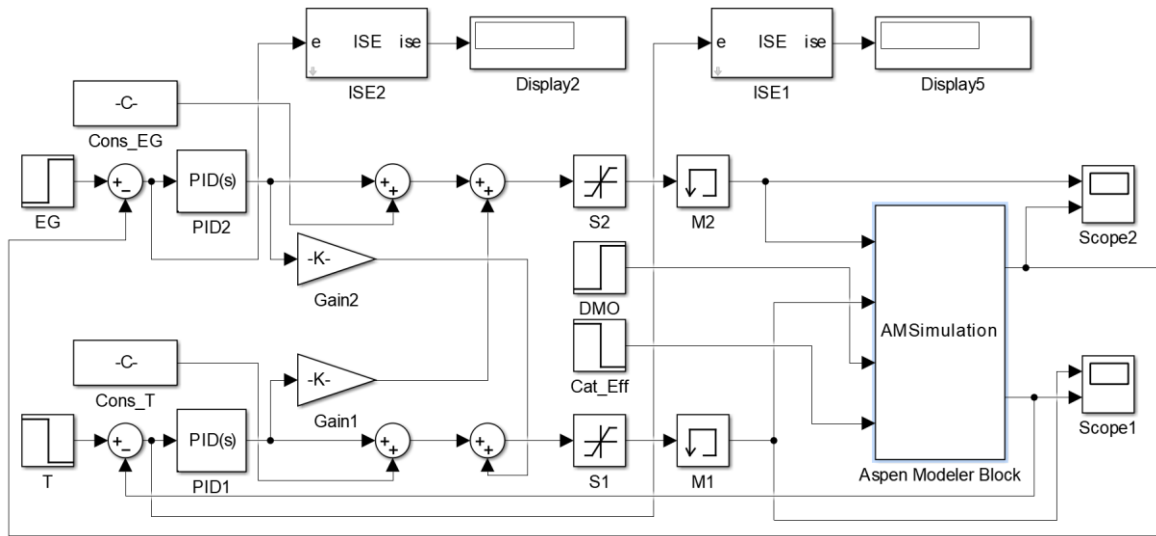 e ISE ise
ISE2
Display2
e ISE ise
ISE1
Display5
-C-
Cons_EG
EG
+
−
PID(s)
PID2
+
+
+
+
S2
M2
Scope2
-K-
Gain2
DMO
AMSimulation
-C-
Cons_T
-K-
Gain1
Cat_Eff
T
+
−
PID(s)
PID1
+
+
+
+
S1
M1
Aspen Modeler Block
Scope1